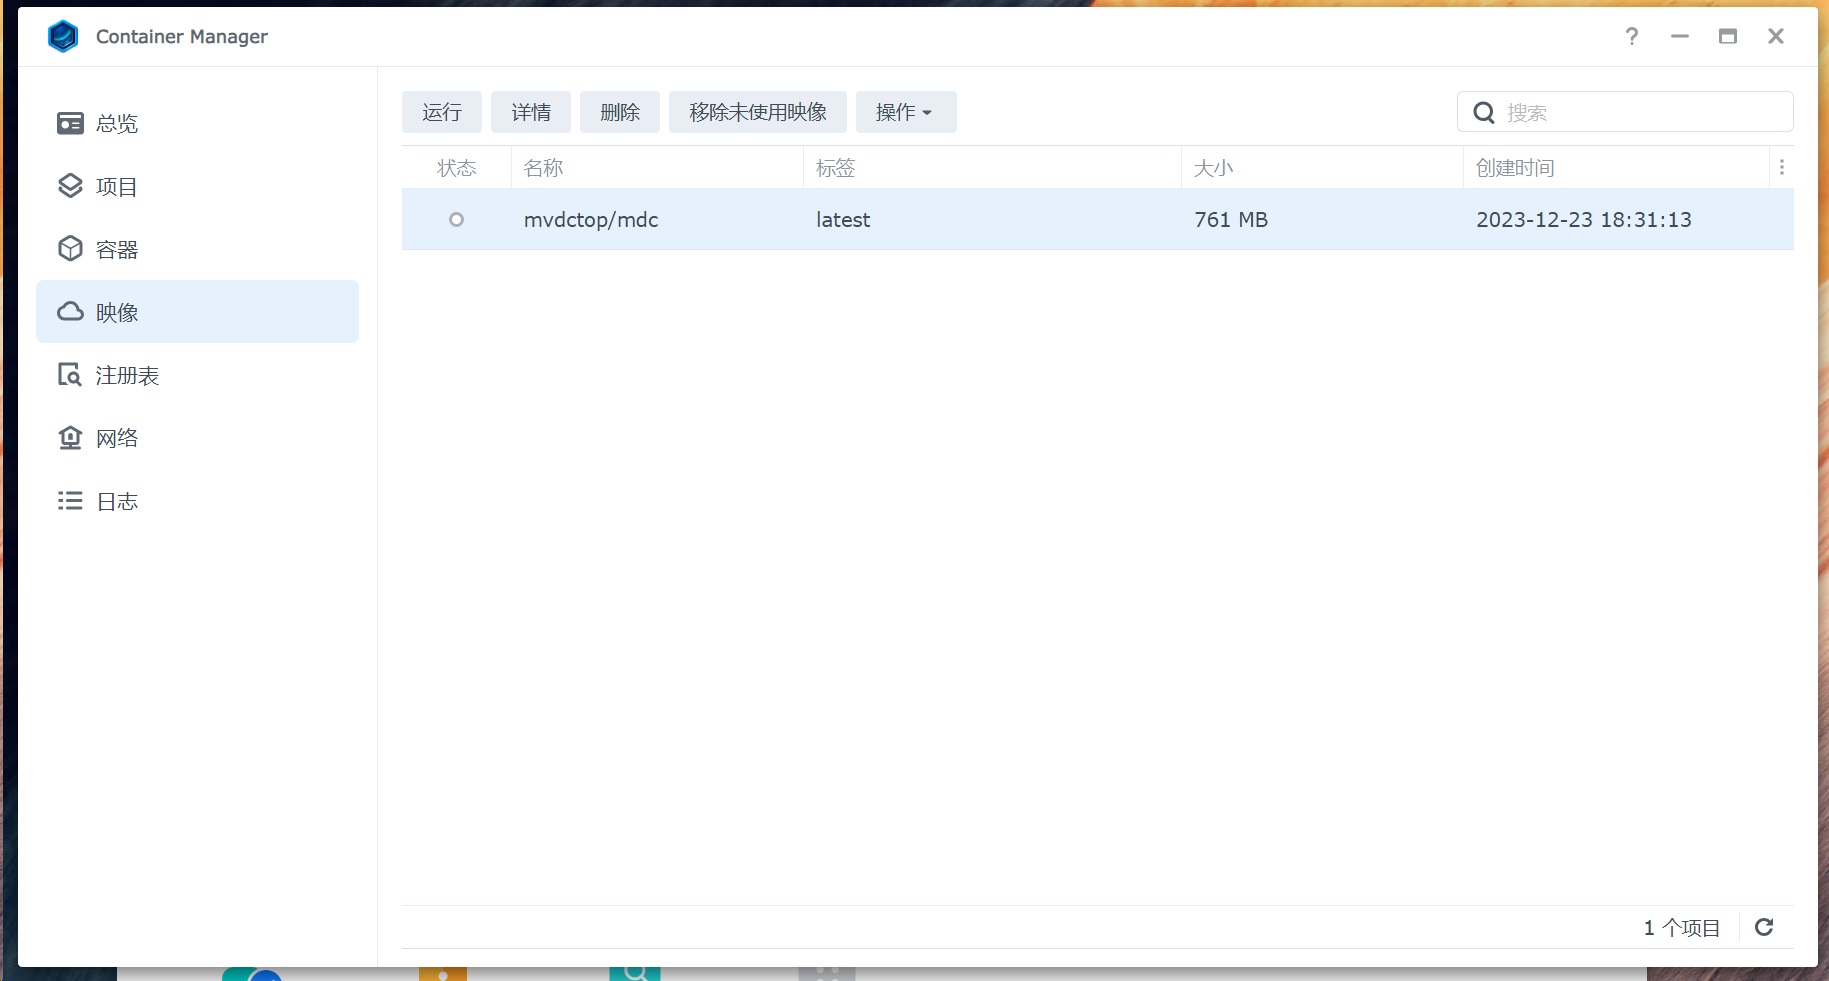 Container Manager
总览
项目
容器
映像
注册表
网络
日志
运行 详情 删除 移除未使用映像 操作
搜索
状态 名称 标签 大小 创建时间
mvdctop/mdc latest 761 MB 2023-12-23 18:31:13
1 个项目